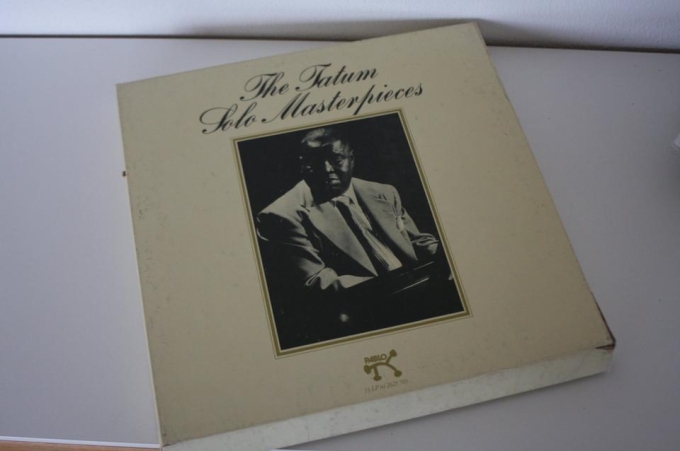 The Tatum
Solo Masterpieces
PABLO